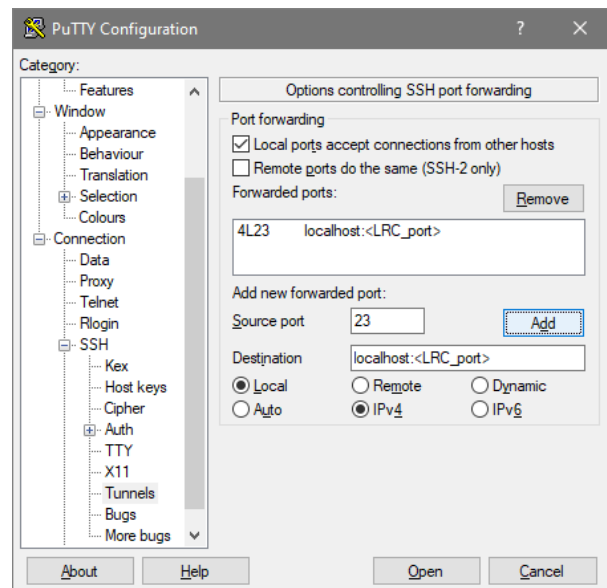 PuTTY Configuration
Category:
Features
Window
Appearance
Behaviour
Translation
Selection
Colours
Connection
Data
Proxy
Telnet
Rlogin
SSH
Kex
Host keys
Cipher
Auth
TTY
X11
Tunnels
Bugs
More bugs
Options controlling SSH port forwarding
Port forwarding
Local ports accept connections from other hosts
Remote ports do the same (SSH-2 only)
Forwarded ports:
Remove
4L23 localhost:<LRC_port>
Add new forwarded port:
Source port 23 Add
Destination localhost:<LRC_port>
Local Remote Dynamic
Auto IPv4 IPv6
About Help Open Cancel